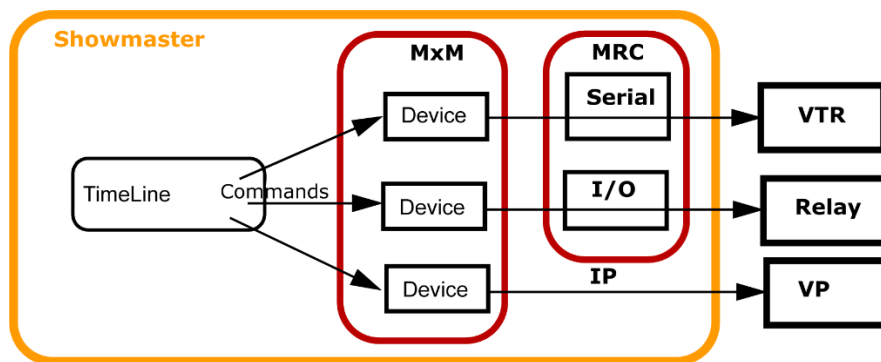 Showmaster
MxM
MRC
Device
Serial
VTR
TimeLine
Commands
Device
I/O
Relay
Device
IP
VP